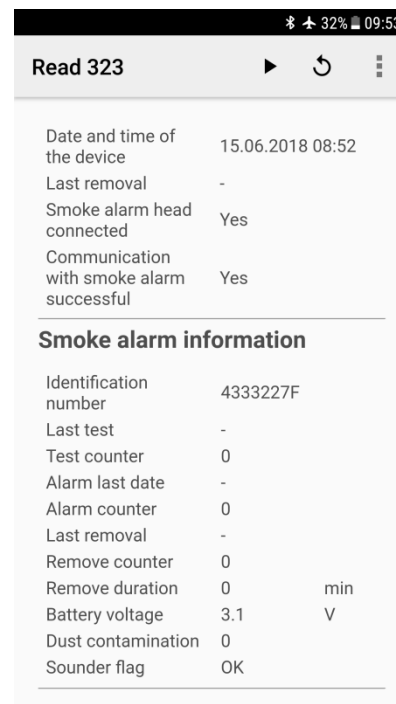 32% 09:53
Read 323
Date and time of
the device 15.06.2018 08:52
Last removal -
Smoke alarm head
connected Yes
Communication
with smoke alarm
successful Yes
Smoke alarm information
Identification
number 4333227F
Last test -
Test counter 0
Alarm last date -
Alarm counter 0
Last removal -
Remove counter 0
Remove duration 0 min
Battery voltage 3.1 V
Dust contamination 0
Sounder flag OK